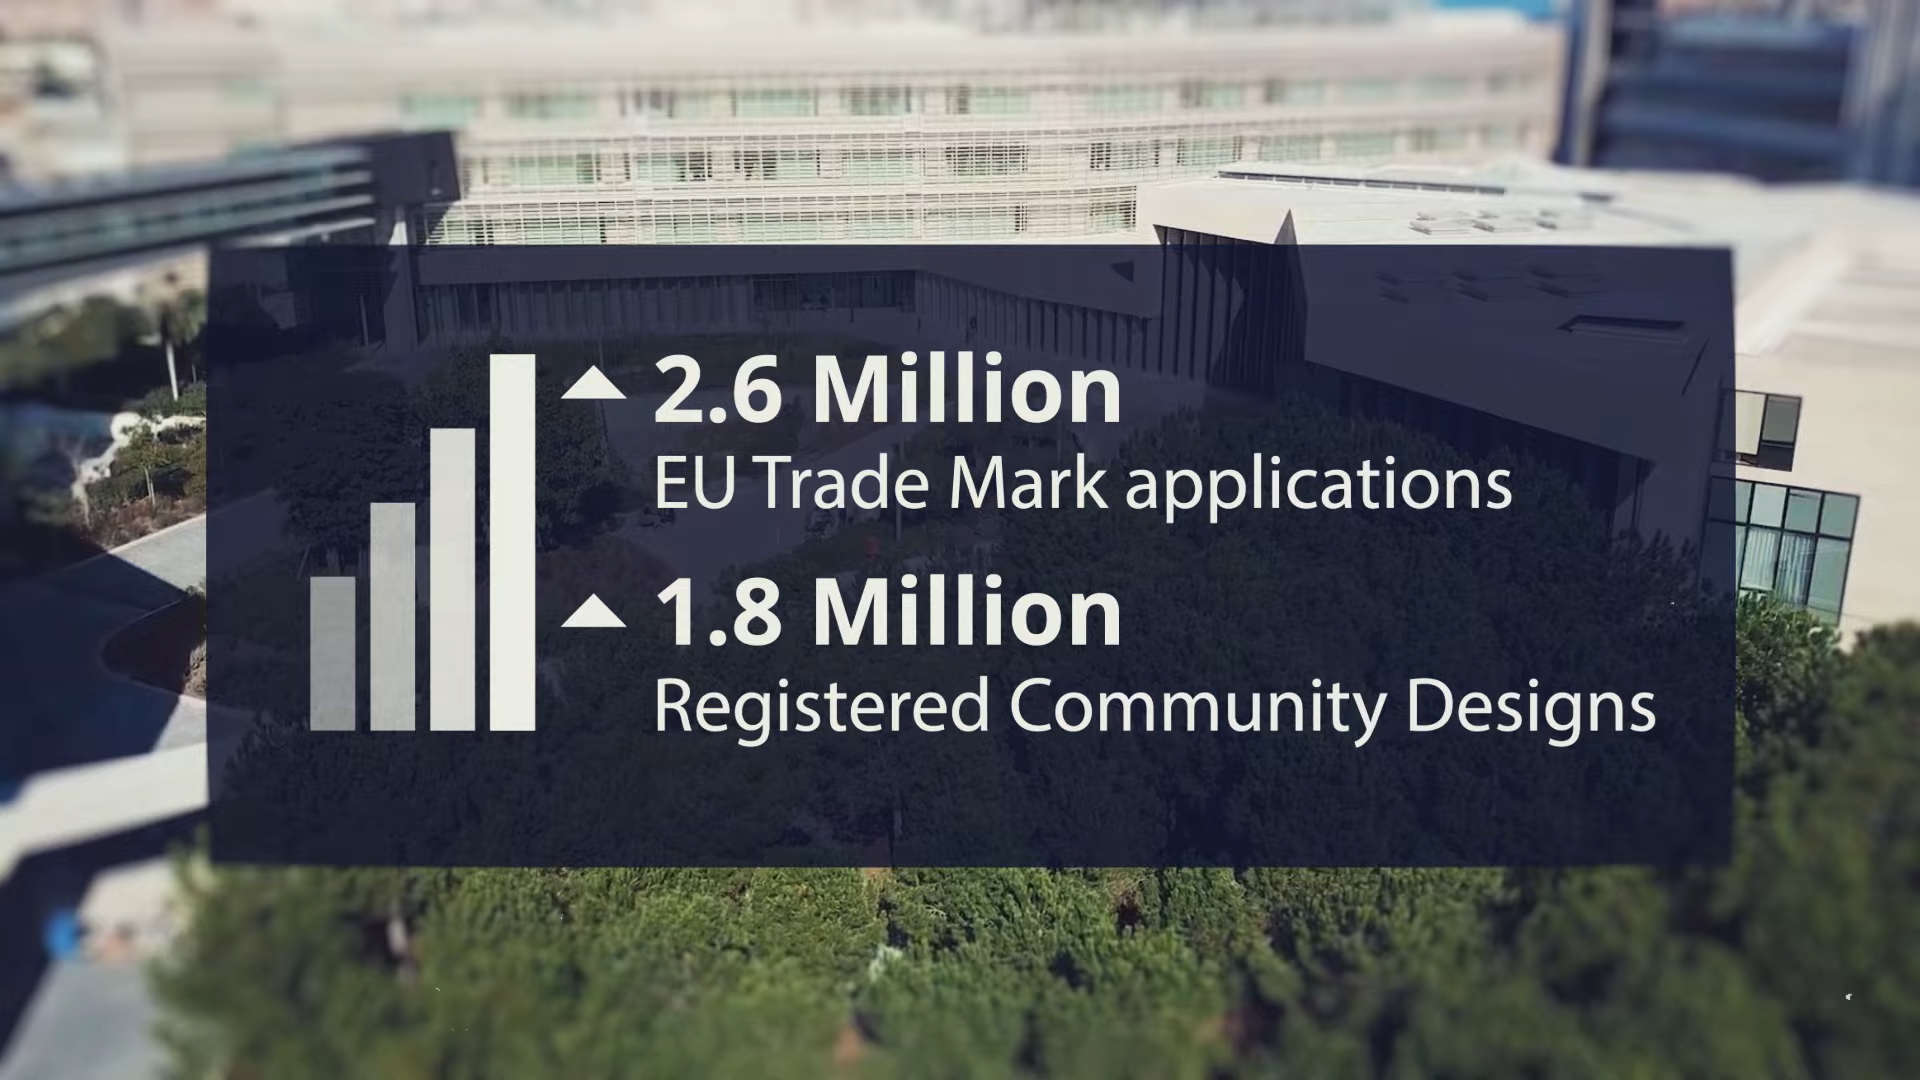 2.6 Million
EU Trade Mark applications
1.8 Million
Registered Community Designs